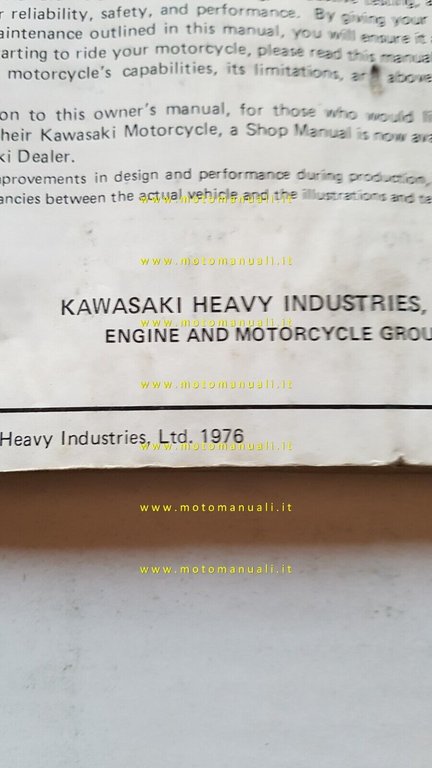 r reliability, safety, and performance. By giving your
aintenance outlined in this manual, you will ensure it
arting to ride your motorcycle, please read this manual
motorcycle's capabilities, its limitations, above
on to this owner's manual, for those who would
heir Kawasaki Motorcycle, a Shop Manual is now ava
ki Dealer.
provements in design and performance during production,
ancies between the actual vehicle and the illustrations and te
www.motomanuali.it
www.motomanuali.it
KAWASAKI HEAVY INDUSTRIES,
www.motomanuali.it
ENGINE AND MOTORCYCLE GROU
www.motomanuali.it
Heavy Industries, Ltd. 1976
www.motomanuali.it
www.motomanuali.it
www.motomanuali.it